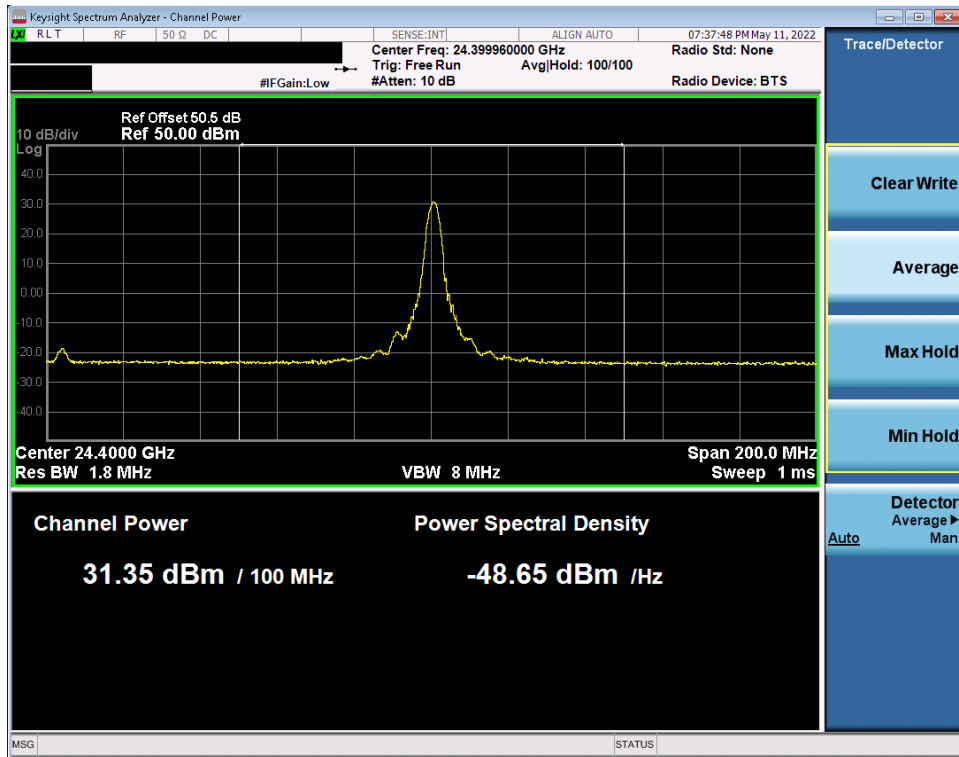 Keysight Spectrum Analyzer - Channel Power
LXI RLT RF 50 Ω DC SENSE:INT ALIGN AUTO 07:37:48 PM May 11, 2022
Center Freq: 24.399960000 GHz Radio Std: None
Trig: Free Run Avg|Hold: 100/100
#IFGain:Low #Atten: 10 dB Radio Device: BTS
Trace/Detector
Ref Offset 50.5 dB
10 dB/div Ref 50.00 dBm
Log
40.0
30.0
20.0
10.0
0.00
-10.0
-20.0
-30.0
-40.0
Center 24.4000 GHz Span 200.0 MHz
Res BW 1.8 MHz VBW 8 MHz Sweep 1 ms
Clear Write
Average
Max Hold
Min Hold
Detector
Average
Auto Man
Channel Power Power Spectral Density
31.35 dBm / 100 MHz -48.65 dBm /Hz
MSG STATUS